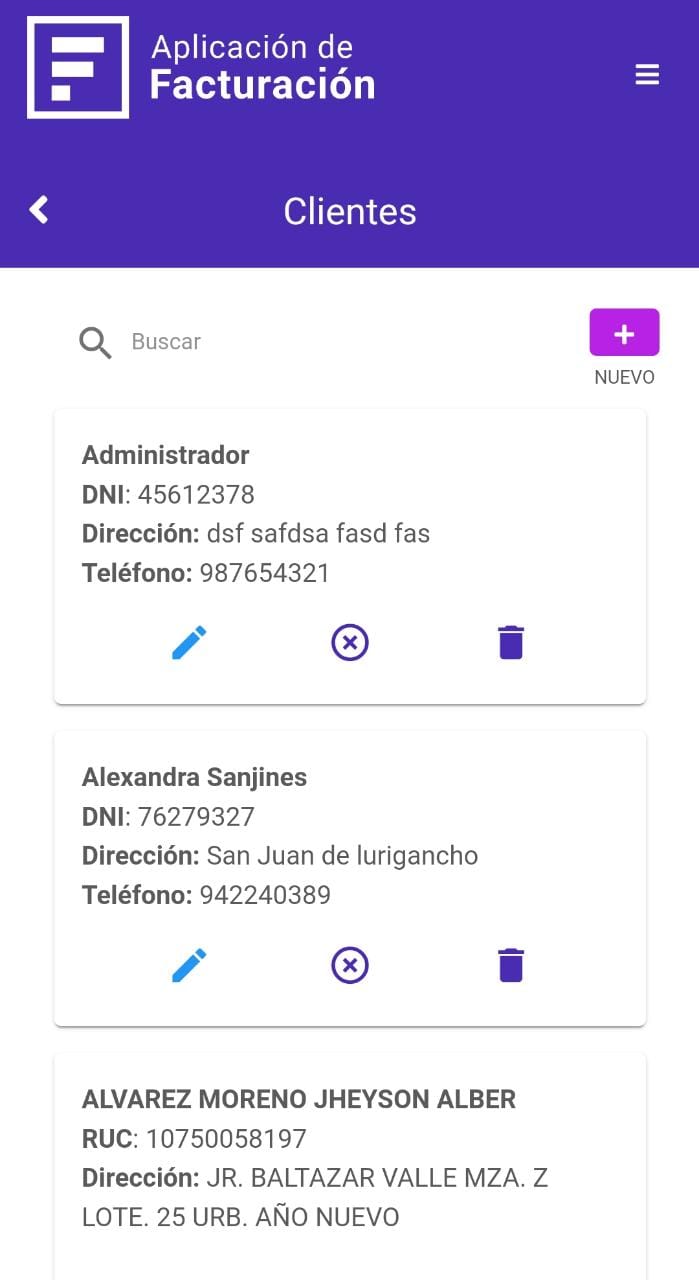 Aplicación de
Facturación
Clientes
Buscar
NUEVO
Administrador
DNI: 45612378
Dirección: dsf safdsa fasd fas
Teléfono: 987654321
Alexandra Sanjines
DNI: 76279327
Dirección: San Juan de lurigancho
Teléfono: 942240389
ALVAREZ MORENO JHEYSON ALBER
RUC: 10750058197
Dirección: JR. BALTAZAR VALLE MZA. Z
LOTE. 25 URB. AÑO NUEVO